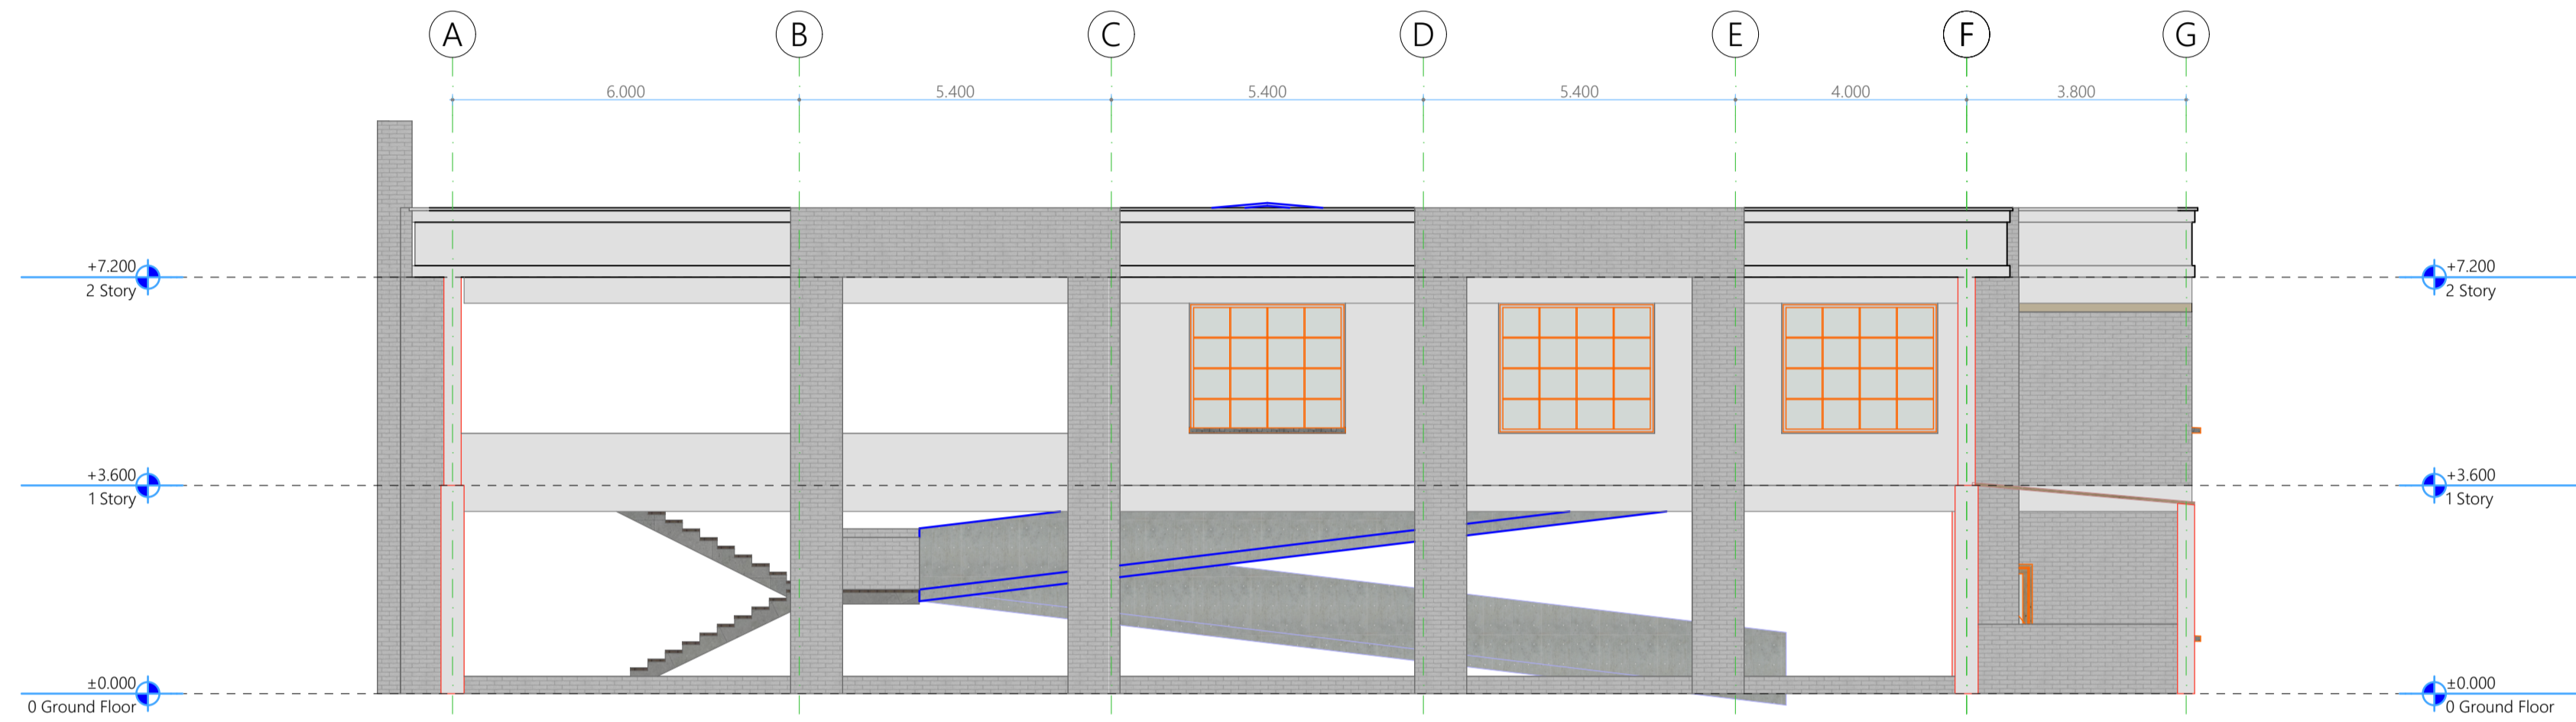 A B C D E F G
6.000 5.400 5.400 5.400 4.000 3.800
+7.200 +7.200
2 Story 2 Story
+3.600 +3.600
1 Story 1 Story
±0.000 ±0.000
0 Ground Floor 0 Ground Floor